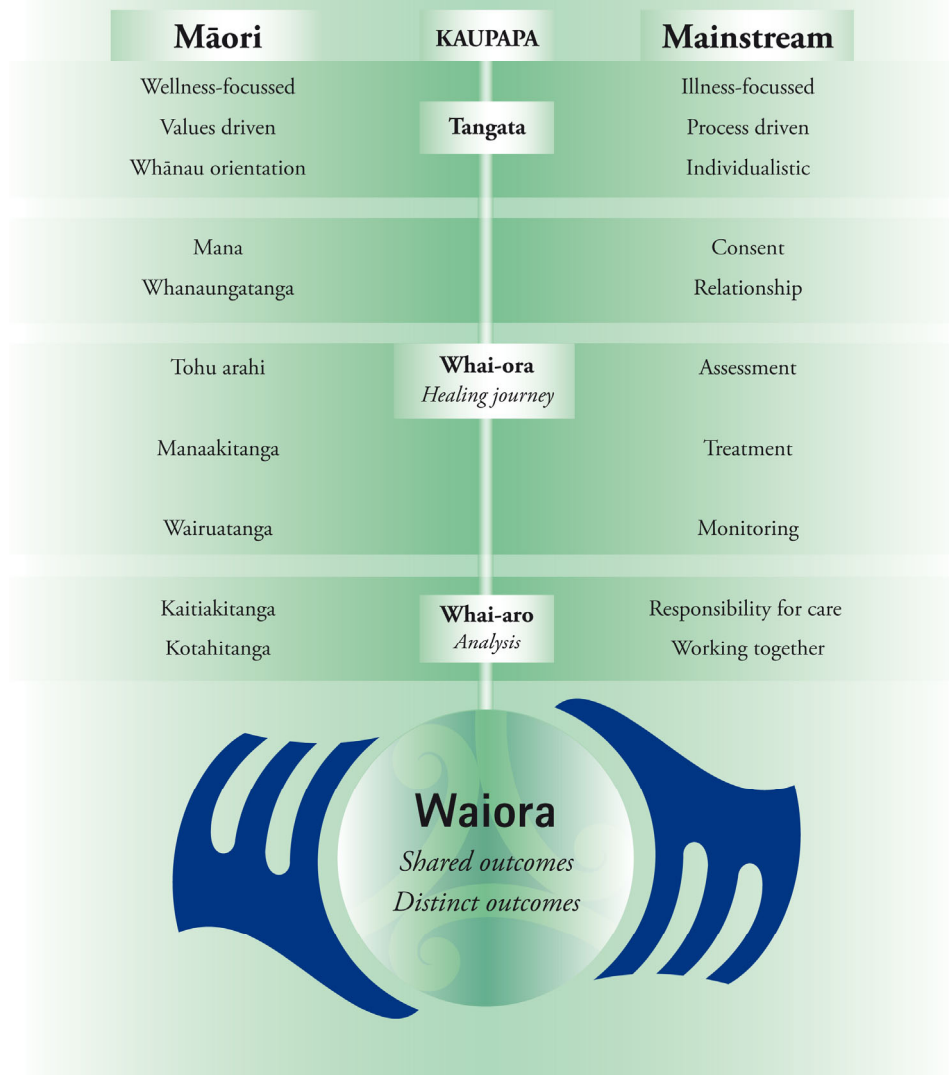 Māori KAUPAPA Mainstream
Wellness-focussed Illness-focussed
Values driven Tangata Process driven
Whānau orientation Individualistic
Mana Consent
Whanaungatanga Relationship
Tohu arahi Whai-ora Assessment
Healing journey
Manaakitanga Treatment
Wairuatanga Monitoring
Kaitiakitanga Whai-aro Responsibility for care
Kotahitanga Analysis Working together
Waiora
Shared outcomes
Distinct outcomes